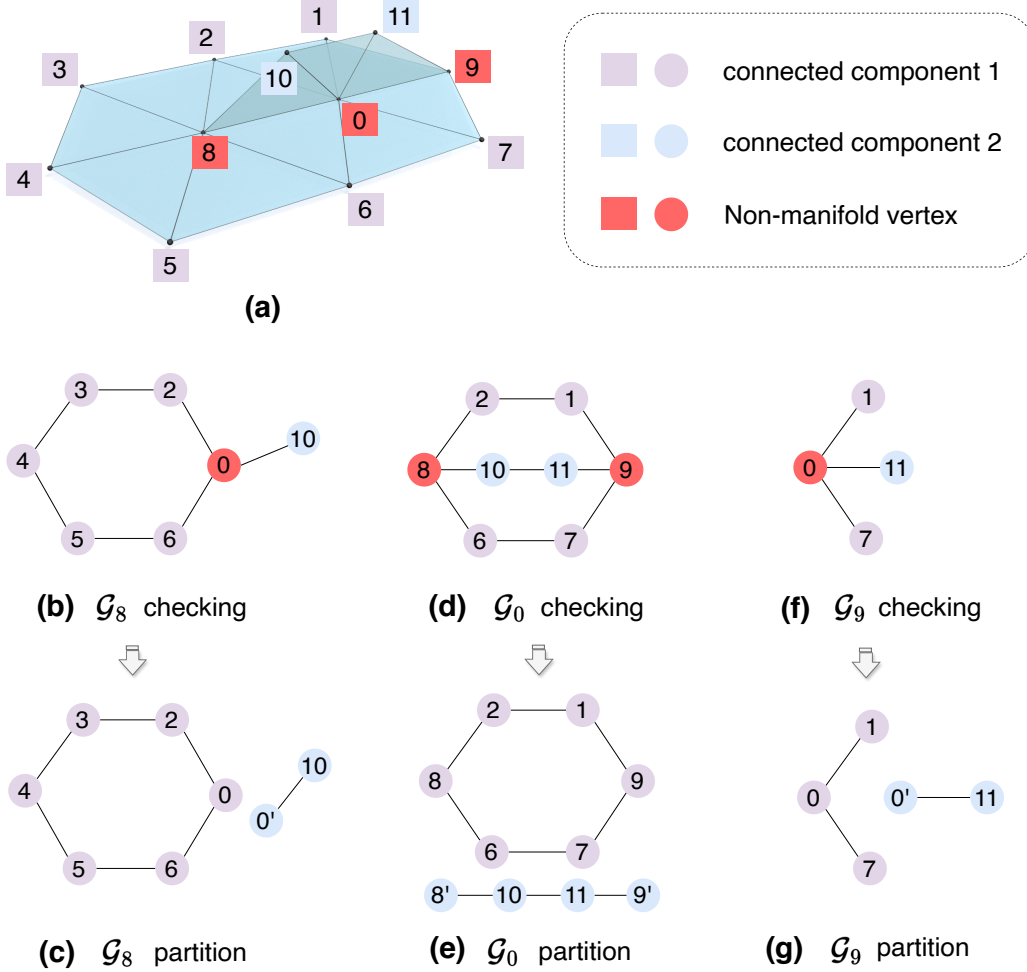 1 11
2
3 10 9
0
8 7
4
6
5
(a)
connected component 1
connected component 2
Non-manifold vertex
3 2
10
4 0
5 6
(b) 𝒢8 checking
2 1
8 10 11 9
6 7
(d) 𝒢0 checking
1
0 11
7
(f) 𝒢9 checking
3 2
10
4 0
0'
5 6
(c) 𝒢8 partition
2 1
8 9
6 7
8' 10 11 9'
(e) 𝒢0 partition
1
0 0' 11
7
(g) 𝒢9 partition